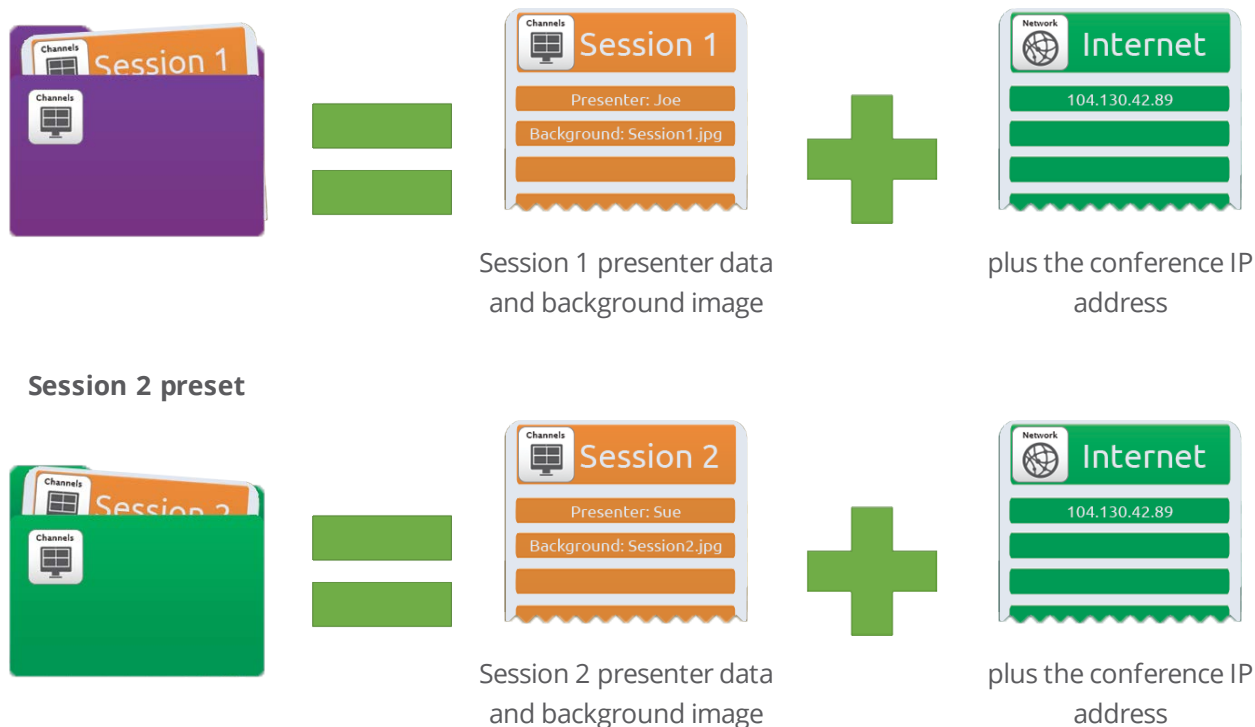 Channels
Session 1
Channels
Channels
Session 1
Presenter: Joe
Background: Session1.jpg
Network
Internet
104.130.42.89
Session 1 presenter data
and background image
plus the conference IP
address
Session 2 preset
Channels
Session 2
Channels
Channels
Session 2
Presenter: Sue
Background: Session2.jpg
Network
Internet
104.130.42.89
Session 2 presenter data
and background image
plus the conference IP
address